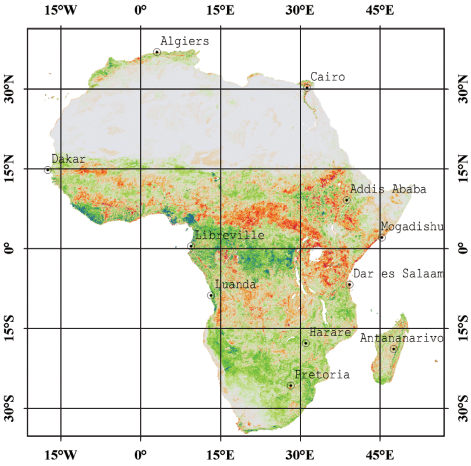 15°W 0° 15°E 30°E 45°E
Algiers
Cairo
30°N 30°N
15°N 15°N
Dakar
Addis Ababa
Mogadishu
Libreville
0° 0°
Dar es Salaam
Luanda
15°S 15°S
Harare
Antananarivo
Pretoria
30°S 30°S
15°W 0° 15°E 30°E 45°E